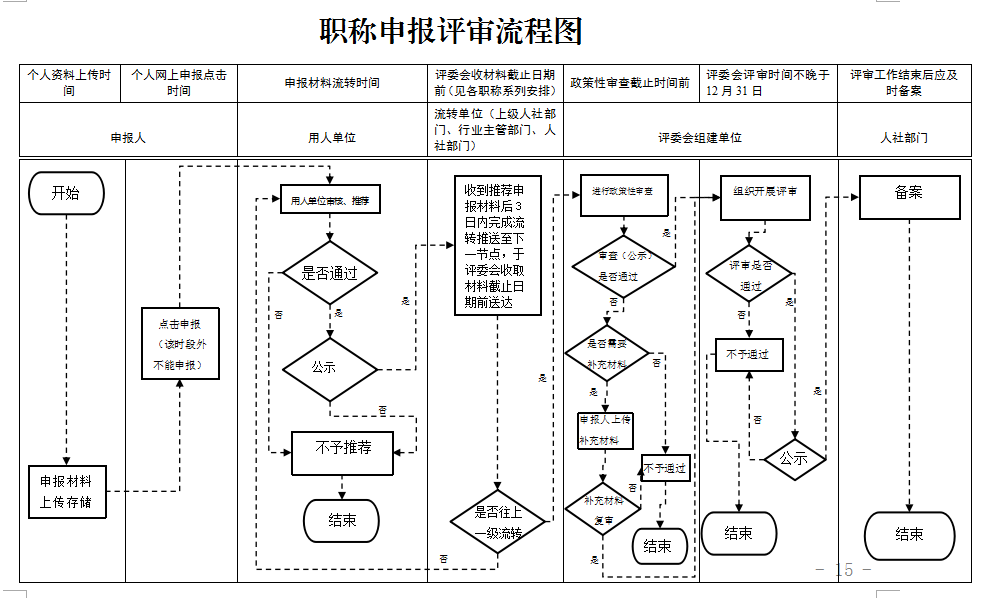 职称申报评审流程图
个人资料上传时
间
个人网上申报点击
时间
申报材料流转时间
评委会收材料截止日期
前（见各职称系列安排）
政策性审查截止时间前
评委会评审时间不晚于
12 月 31 日
评审工作结束后应及
时备案
申报人
用人单位
流转单位（上级人社部
门、行业主管部门、人
社部门）
评委会组建单位
人社部门
开始
申报材料
上传存储
点击申报
（该时段外
不能申报）
用人单位审核、推荐
是否通过
否
是
公示
是
否
不予推荐
结束
收到推荐申
报材料后 3
日内完成流
转推送至下
一节点，于
评委会收取
材料截止日
期前送达
是否往上
一级流转
是
否
进行政策性审查
审查（公示）
是否通过
是
否
是否需要
补充材料
否
是
申报人上传
补充材料
不予通过
否
补充材料
复审
是
结束
组织开展评审
评审是否
通过
是
否
不予通过
否
是
公示
结束
备案
结束
- 15 -